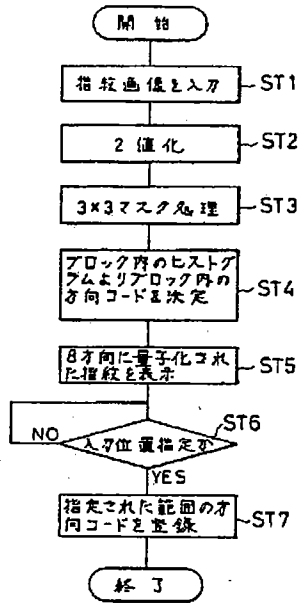 開始
指紋画像を入力
ST1
2値化
ST2
3×3マスク処理
ST3
ブロック内のヒストグ
ラムよりブロック内の
方向コードを決定
ST4
8方向に量子化され
た指紋を表示
ST5
入力位置指定か
ST6
NO
YES
指定された範囲の方
向コードを登録
ST7
終了